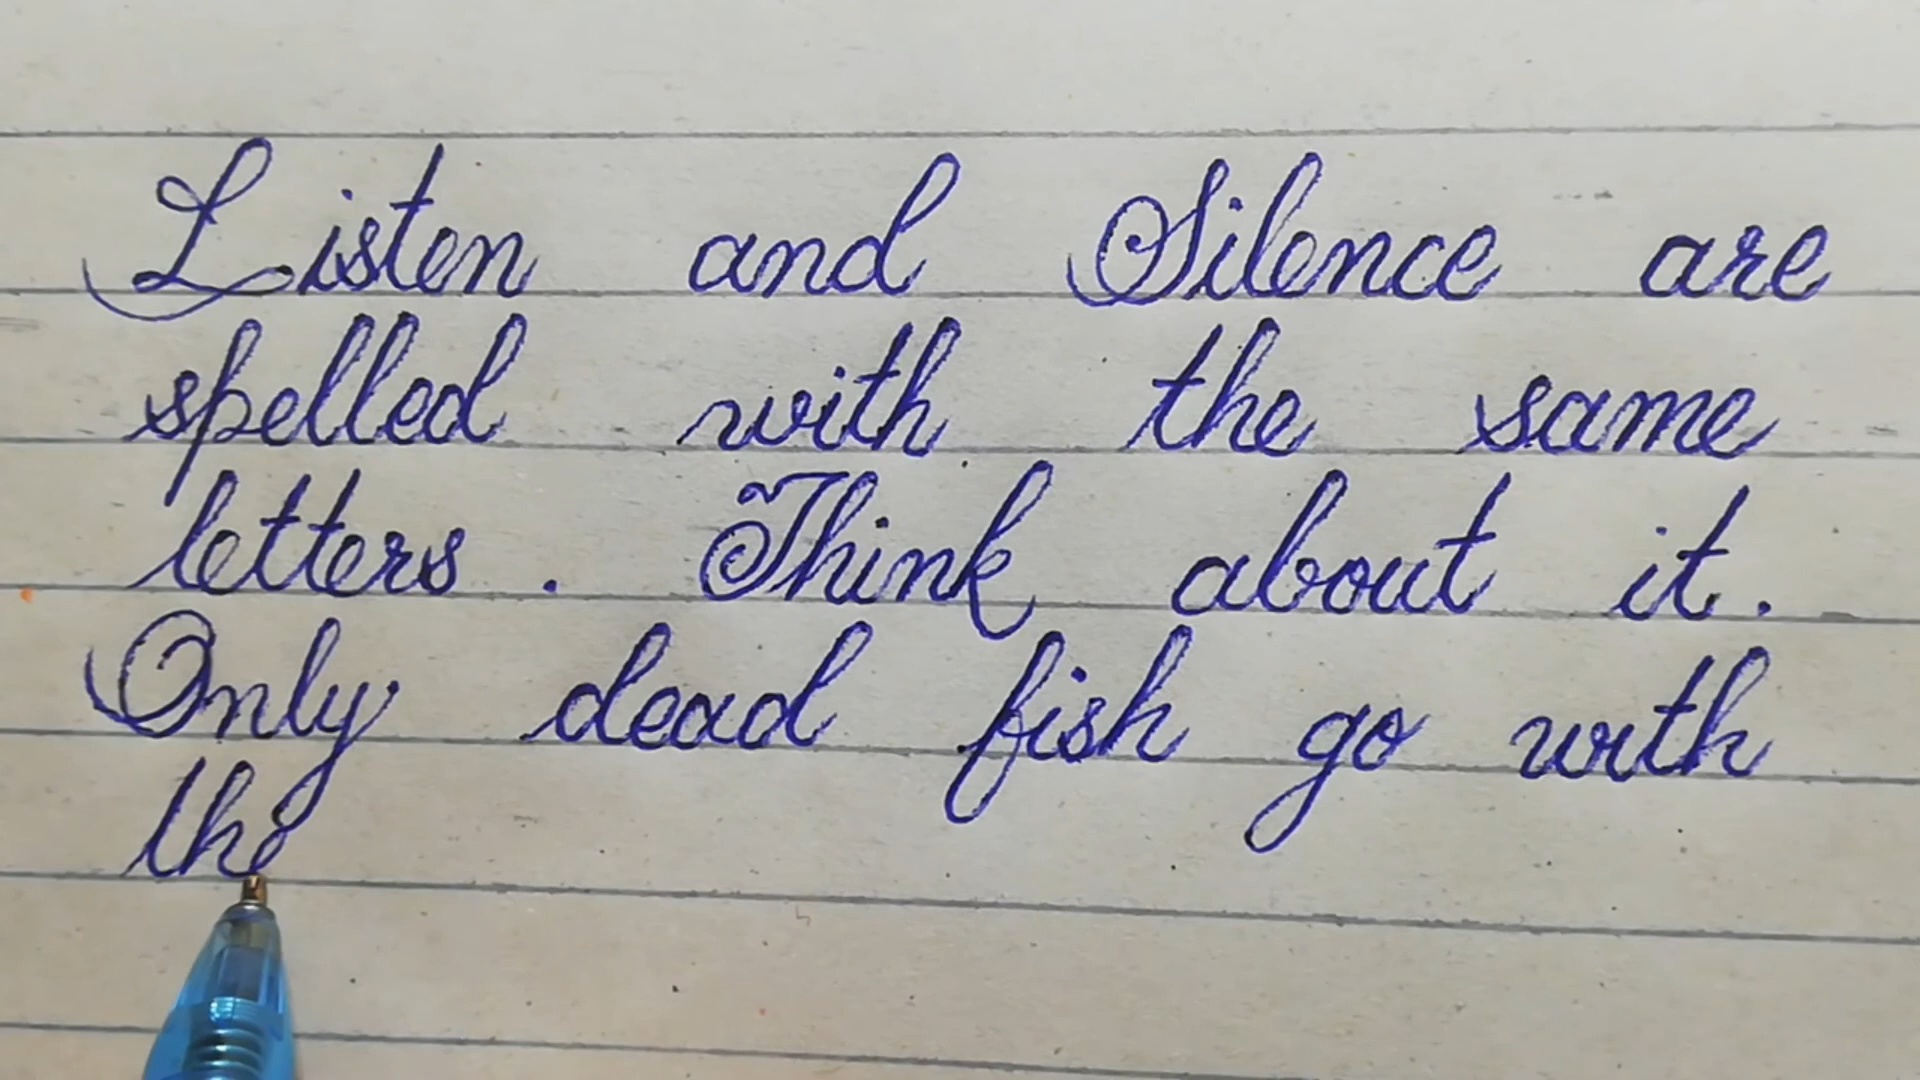 Listen and Silence are
spelled with the same
letters. Think about it.
Only dead fish go with
the